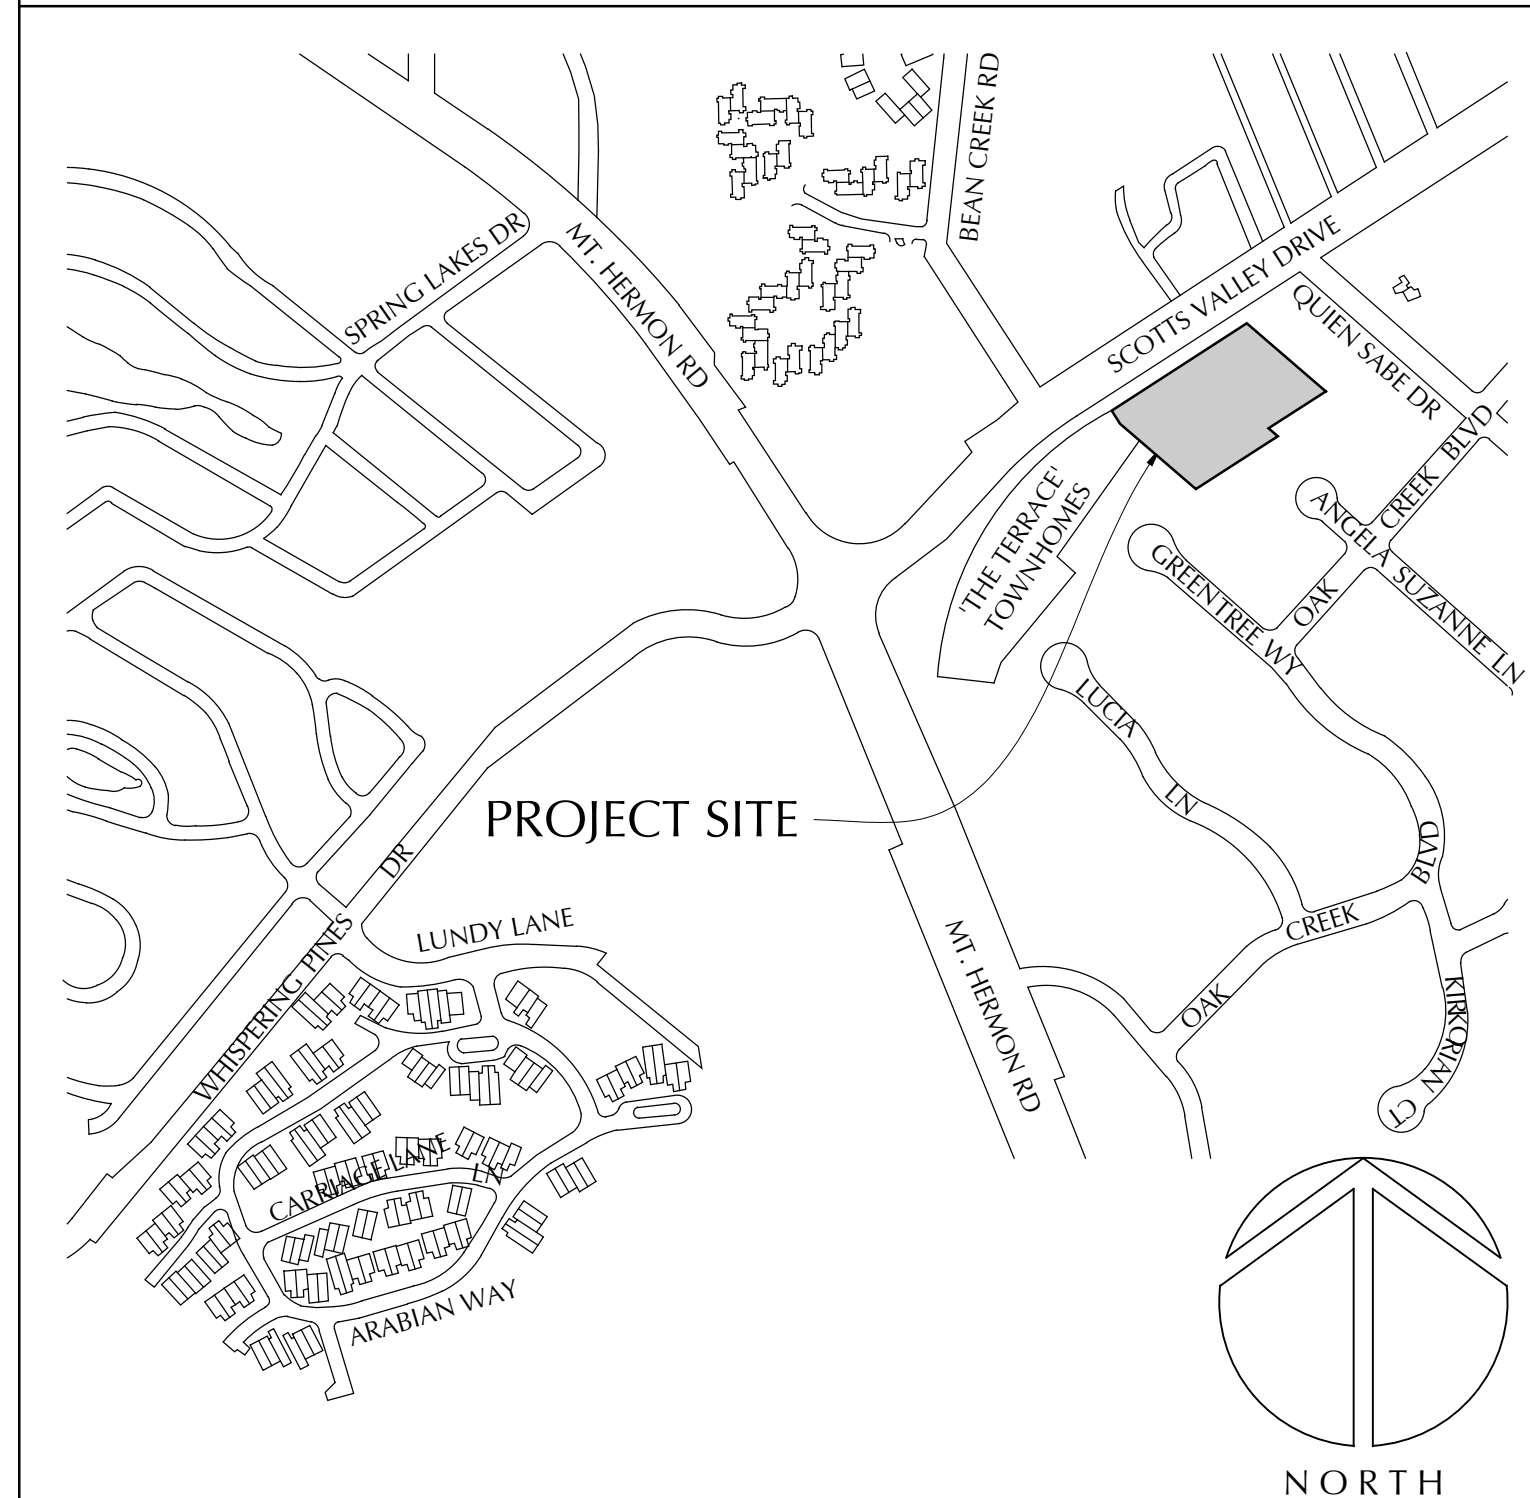 BEAN CREEK RD
SPRING LAKES DR
MT. HERMON RD
SCOTTS VALLEY DRIVE
QUIEN SABE DR
'THE TERRACE'
TOWNHOMES
ANGELA SUZANNE LN
OAK CREEK BLVD
GREENTREE WY
LUCIA LN
PROJECT SITE
WHISPERING PINES DR
LUNDY LANE
MT. HERMON RD
OAK CREEK BLVD
KIRKORIAN CT
CARRIAGE LANE
LN
ARABIAN WAY
NORTH